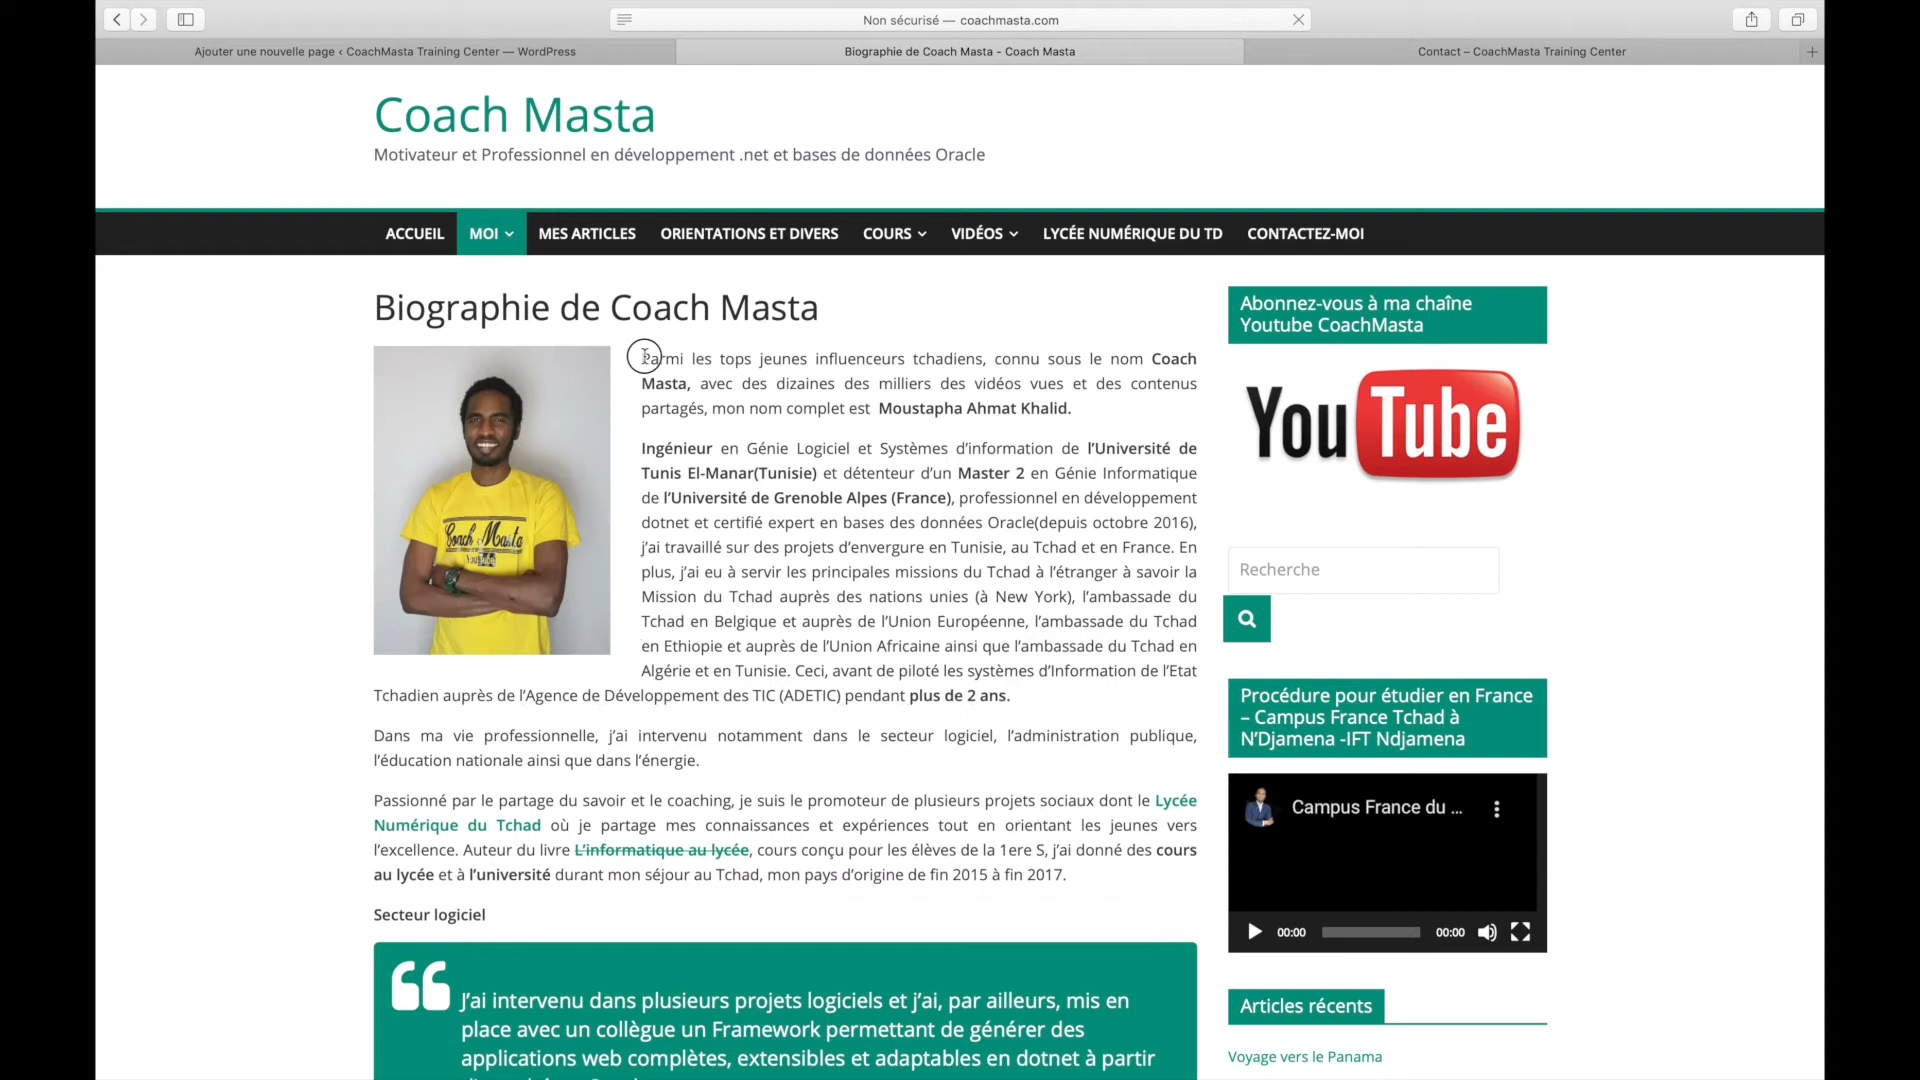 Non sécurisé — coachmasta.com
Ajouter une nouvelle page ‹ CoachMasta Training Center — WordPress
Biographie de Coach Masta - Coach Masta
Contact – CoachMasta Training Center
Coach Masta
Motivateur et Professionnel en développement .net et bases de données Oracle
ACCUEIL
MOI
MES ARTICLES
ORIENTATIONS ET DIVERS
COURS
VIDÉOS
LYCÉE NUMÉRIQUE DU TD
CONTACTEZ-MOI
Biographie de Coach Masta
Coach Masta
YouTube
Parmi les tops jeunes influenceurs tchadiens, connu sous le nom Coach
Masta, avec des dizaines des milliers des vidéos vues et des contenus
partagés, mon nom complet est Moustapha Ahmat Khalid.
Ingénieur en Génie Logiciel et Systèmes d’information de l’Université de
Tunis El-Manar(Tunisie) et détenteur d’un Master 2 en Génie Informatique
de l’Université de Grenoble Alpes (France), professionnel en développement
dotnet et certifié expert en bases des données Oracle(depuis octobre 2016),
j’ai travaillé sur des projets d’envergure en Tunisie, au Tchad et en France. En
plus, j’ai eu à servir les principales missions du Tchad à l’étranger à savoir la
Mission du Tchad auprès des nations unies (à New York), l’ambassade du
Tchad en Belgique et auprès de l’Union Européenne, l’ambassade du Tchad
en Ethiopie et auprès de l’Union Africaine ainsi que l’ambassade du Tchad en
Algérie et en Tunisie. Ceci, avant de piloté les systèmes d’Information de l’Etat
Tchadien auprès de l’Agence de Développement des TIC (ADETIC) pendant plus de 2 ans.
Dans ma vie professionnelle, j’ai intervenu notamment dans le secteur logiciel, l’administration publique,
l’éducation nationale ainsi que dans l’énergie.
Passionné par le partage du savoir et le coaching, je suis le promoteur de plusieurs projets sociaux dont le Lycée
Numérique du Tchad où je partage mes connaissances et expériences tout en orientant les jeunes vers
l’excellence. Auteur du livre L’informatique au lycée, cours conçu pour les élèves de la 1ere S, j’ai donné des cours
au lycée et à l’université durant mon séjour au Tchad, mon pays d’origine de fin 2015 à fin 2017.
Secteur logiciel
J’ai intervenu dans plusieurs projets logiciels et j’ai, par ailleurs, mis en
place avec un collègue un Framework permettant de générer des
applications web complètes, extensibles et adaptables en dotnet à partir
Abonnez-vous à ma chaîne
Youtube CoachMasta
YouTube
Recherche
Procédure pour étudier en France
– Campus France Tchad à
N’Djamena -IFT Ndjamena
Campus France du ...
00:00
00:00
Articles récents
Voyage vers le Panama